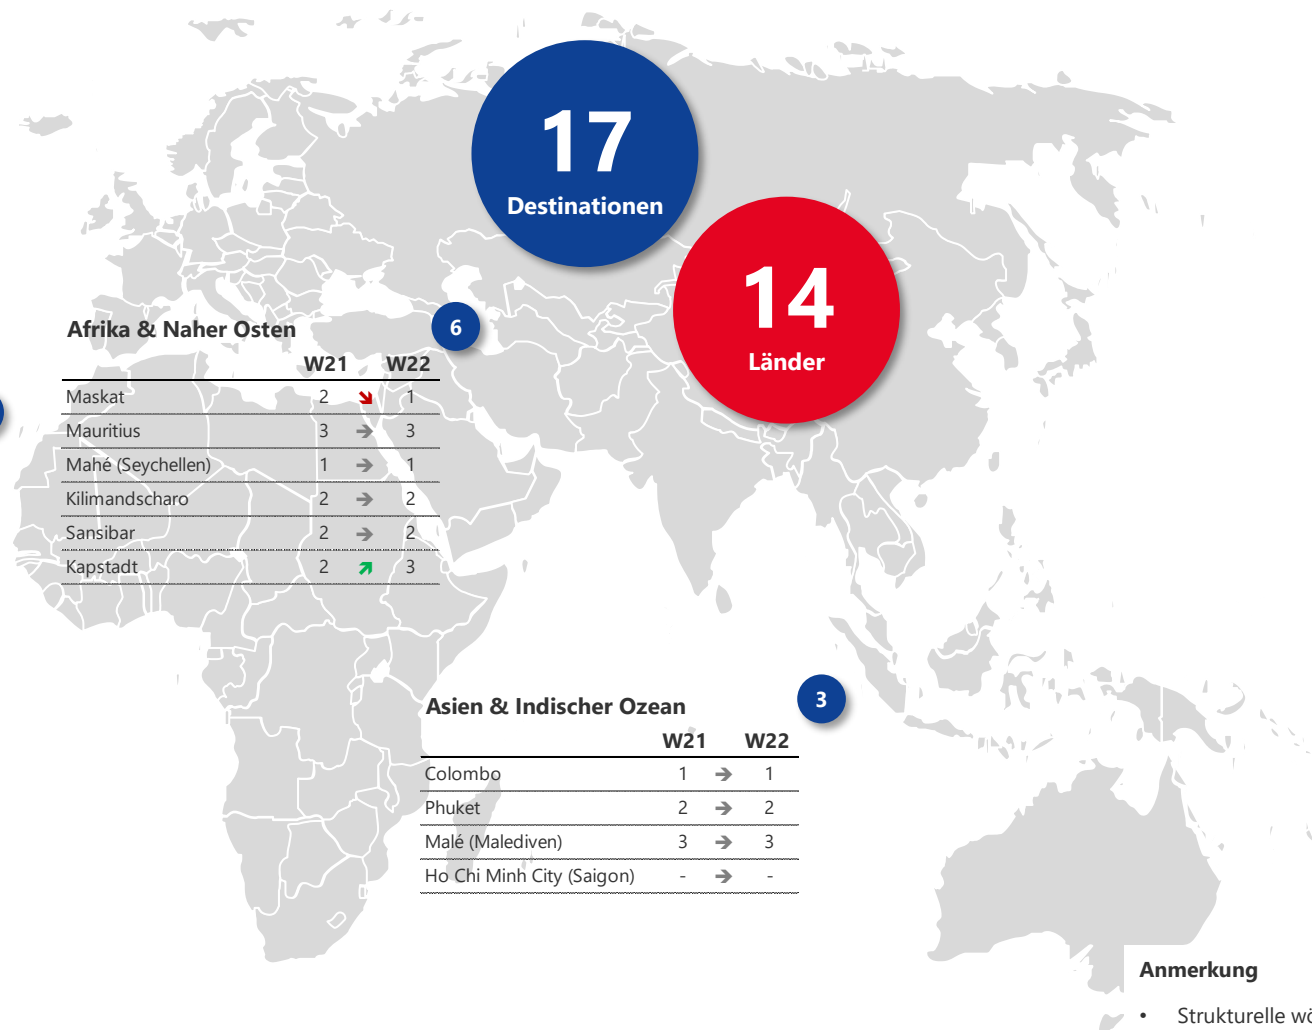 17
Destinationen
14
Länder
Afrika & Naher Osten
6
W21 W22
Maskat 2 1
Mauritius 3 3
Mahé (Seychellen) 1 1
Kilimandscharo 2 2
Sansibar 2 2
Kapstadt 2 3
Asien & Indischer Ozean
3
W21 W22
Colombo 1 1
Phuket 2 2
Malé (Malediven) 3 3
Ho Chi Minh City (Saigon) - -
Anmerkung
• Strukturelle